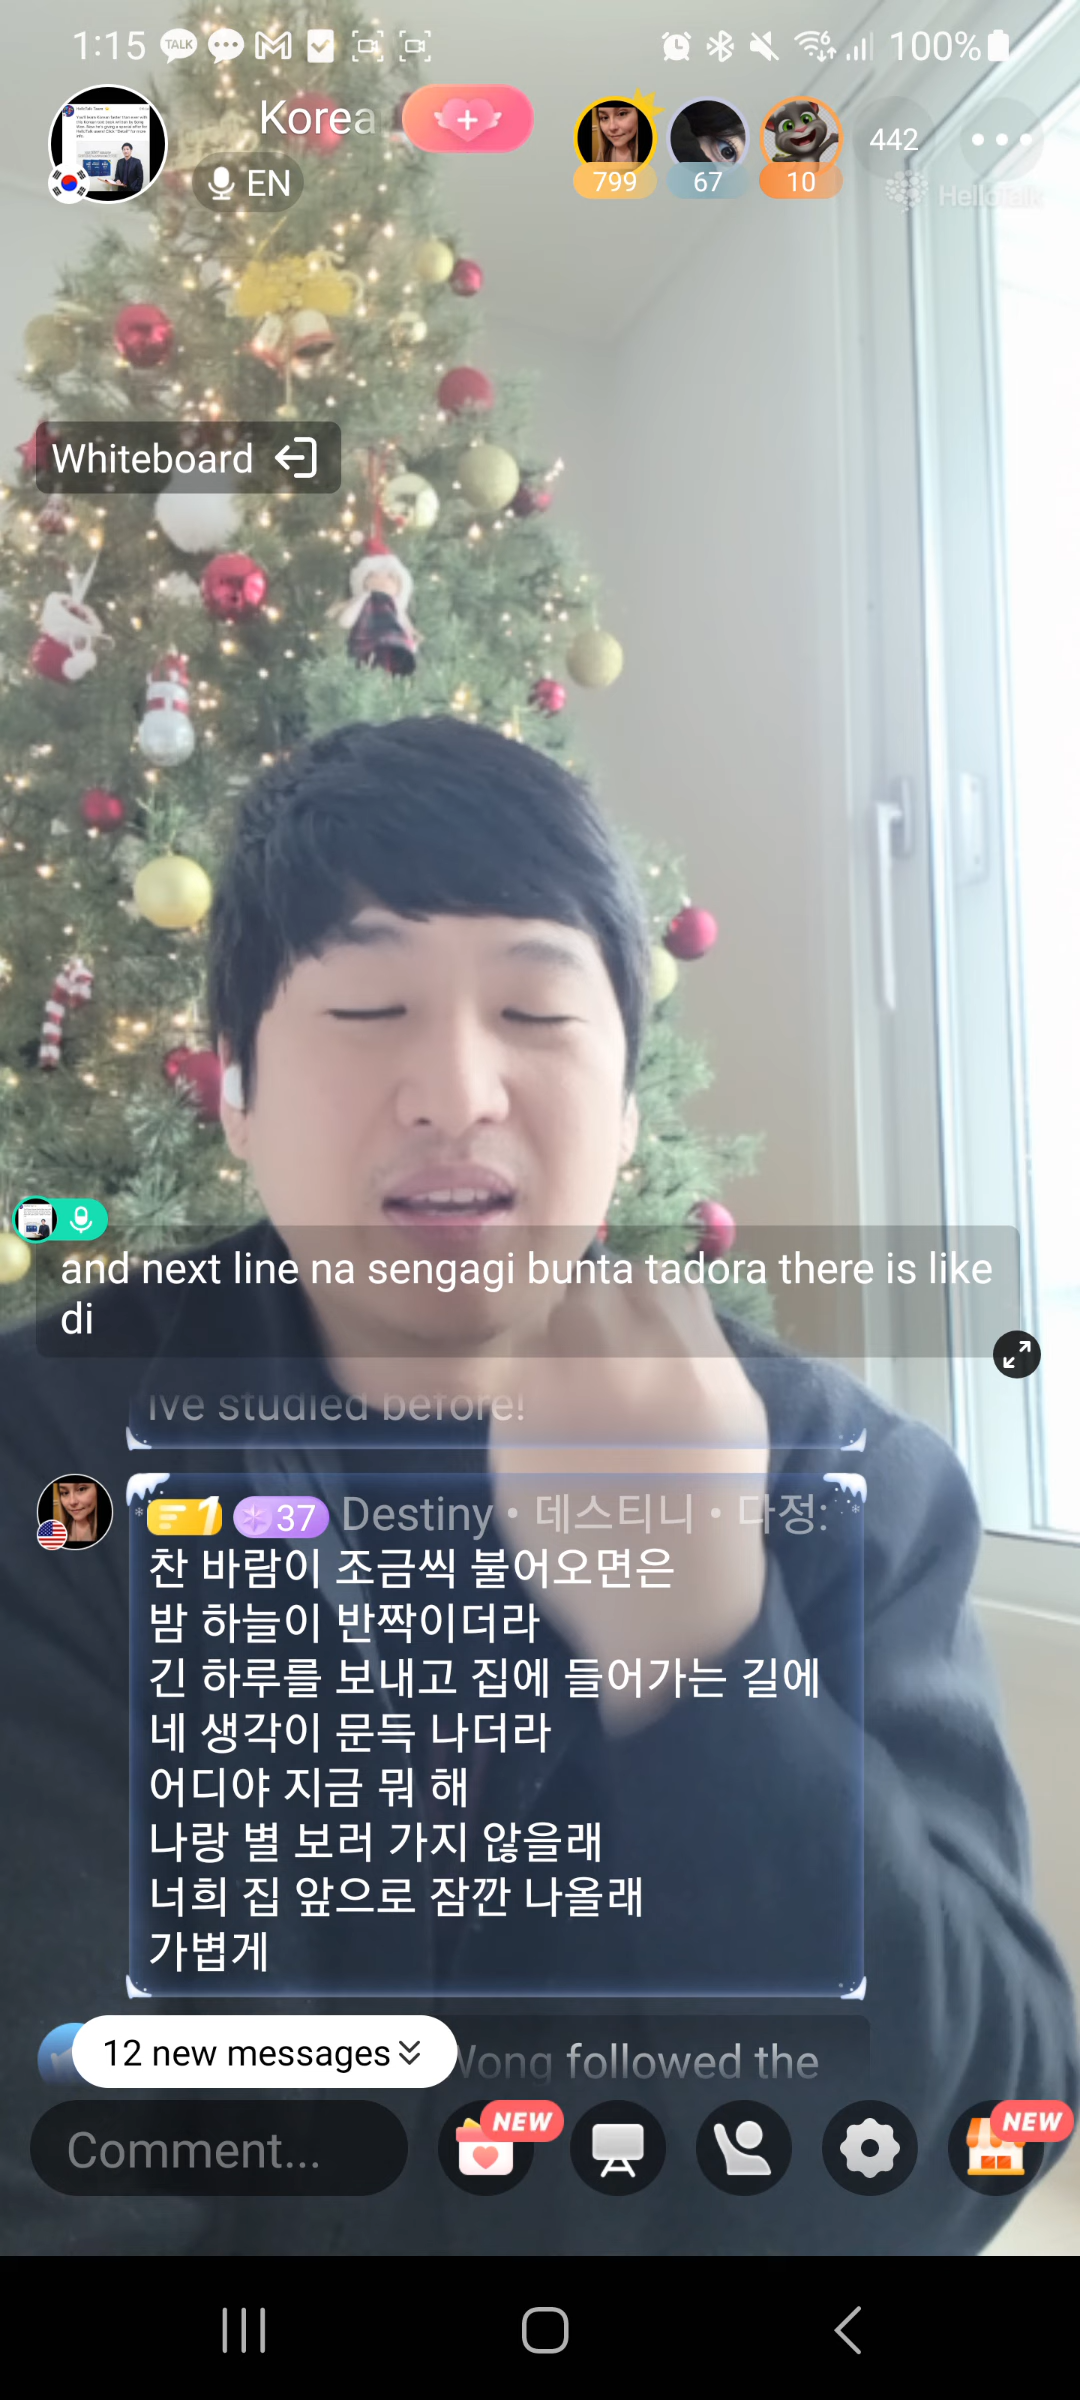 1:15
TALK
6
100%
Korea
EN
799
67
10
442
HelloTalk
Whiteboard
and next line na sengagi bunta tadora there is like
di
Ive studied before!
1 37 Destiny • 데스티니 • 다정:
찬 바람이 조금씩 불어오면은
밤 하늘이 반짝이더라
긴 하루를 보내고 집에 들어가는 길에
네 생각이 문득 나더라
어디야 지금 뭐 해
나랑 별 보러 가지 않을래
너희 집 앞으로 잠깐 나올래
가볍게
12 new messages
Wong followed the
Comment...
NEW
NEW